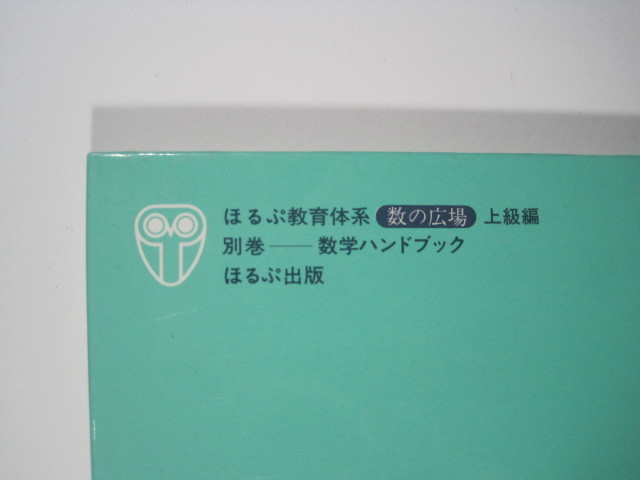 ほるぷ教育体系 数の広場 上級編
別巻──数学ハンドブック
ほるぷ出版